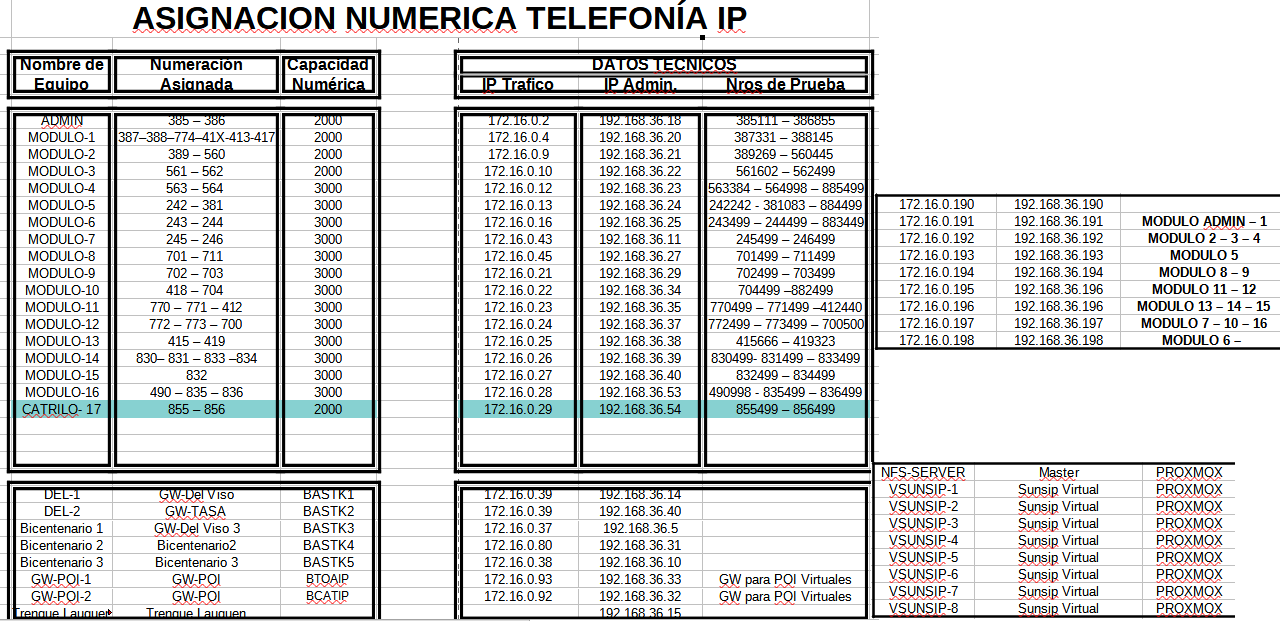 ASIGNACION NUMERICA TELEFONÍA IP
Nombre de Equipo Numeración Asignada Capacidad Numérica
DATOS TECNICOS
IP Trafico IP Admin. Nros de Prueba
ADMIN 385 – 386 2000 172.16.0.2 192.168.36.18 385111 – 386855
MODULO-1 387–388–774–41X-413-417 2000 172.16.0.4 192.168.36.20 387331 – 388145
MODULO-2 389 – 560 2000 172.16.0.9 192.168.36.21 389269 – 560445
MODULO-3 561 – 562 2000 172.16.0.10 192.168.36.22 561602 – 562499
MODULO-4 563 – 564 3000 172.16.0.12 192.168.36.23 563384 – 564998 – 885499
MODULO-5 242 – 381 3000 172.16.0.13 192.168.36.24 242242 - 381083 – 884499
MODULO-6 243 – 244 3000 172.16.0.16 192.168.36.25 243499 – 244499 – 883449
MODULO-7 245 – 246 3000 172.16.0.43 192.168.36.11 245499 – 246499
MODULO-8 701 – 711 3000 172.16.0.45 192.168.36.27 701499 – 711499
MODULO-9 702 – 703 3000 172.16.0.21 192.168.36.29 702499 – 703499
MODULO-10 418 – 704 3000 172.16.0.22 192.168.36.34 704499 –882499
MODULO-11 770 – 771 – 412 3000 172.16.0.23 192.168.36.35 770499 – 771499 –412440
MODULO-12 772 – 773 – 700 3000 172.16.0.24 192.168.36.37 772499 – 773499 – 700500
MODULO-13 415 – 419 3000 172.16.0.25 192.168.36.38 415666 – 419323
MODULO-14 830– 831 – 833 –834 3000 172.16.0.26 192.168.36.39 830499- 831499 – 833499
MODULO-15 832 3000 172.16.0.27 192.168.36.40 832499 – 834499
MODULO-16 490 – 835 – 836 3000 172.16.0.28 192.168.36.53 490998 - 835499 – 836499
CATRILO- 17 855 – 856 2000 172.16.0.29 192.168.36.54 855499 – 856499
172.16.0.190 192.168.36.190
172.16.0.191 192.168.36.191 MODULO ADMIN – 1
172.16.0.192 192.168.36.192 MODULO 2 – 3 – 4
172.16.0.193 192.168.36.193 MODULO 5
172.16.0.194 192.168.36.194 MODULO 8 – 9
172.16.0.195 192.168.36.196 MODULO 11 – 12
172.16.0.196 192.168.36.196 MODULO 13 – 14 – 15
172.16.0.197 192.168.36.197 MODULO 7 – 10 – 16
172.16.0.198 192.168.36.198 MODULO 6 –
DEL-1 GW-Del Viso BASTK1 172.16.0.39 192.168.36.14
DEL-2 GW-TASA BASTK2 172.16.0.39 192.168.36.40
Bicentenario 1 GW-Del Viso 3 BASTK3 172.16.0.37 192.168.36.5
Bicentenario 2 Bicentenario2 BASTK4 172.16.0.80 192.168.36.31
Bicentenario 3 Bicentenario 3 BASTK5 172.16.0.38 192.168.36.10
GW-POI-1 GW-POI BTOAIP 172.16.0.93 192.168.36.33 GW para POI Virtuales
GW-POI-2 GW-POI BCATIP 172.16.0.92 192.168.36.32 GW para POI Virtuales
Trenque Lauquen Trenque Lauquen 192.168.36.15
NFS-SERVER Master PROXMOX
VSUNSIP-1 Sunsip Virtual PROXMOX
VSUNSIP-2 Sunsip Virtual PROXMOX
VSUNSIP-3 Sunsip Virtual PROXMOX
VSUNSIP-4 Sunsip Virtual PROXMOX
VSUNSIP-5 Sunsip Virtual PROXMOX
VSUNSIP-6 Sunsip Virtual PROXMOX
VSUNSIP-7 Sunsip Virtual PROXMOX
VSUNSIP-8 Sunsip Virtual PROXMOX